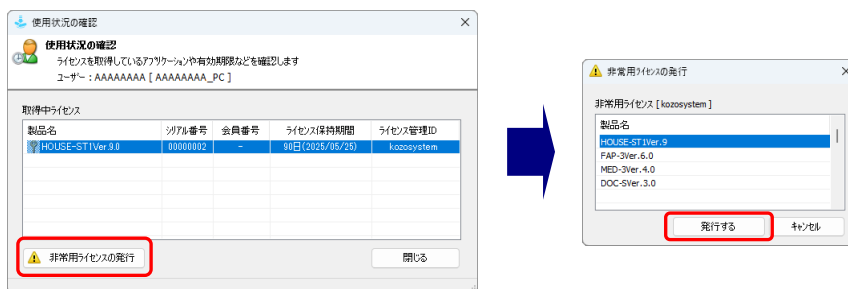 使用状況の確認
使用状況の確認
ライセンスを取得しているアプリケーションや有効期限などを確認します
ユーザー：AAAAAAAA [ AAAAAAAA_PC ]
取得中ライセンス
製品名 シリアル番号 会員番号 ライセンス保持期間 ライセンス管理ID
HOUSE-ST1Ver.9.0 00000002 - 90日(2025/05/25) kozosystem
非常用ライセンスの発行 閉じる
非常用ライセンスの発行
非常用ライセンス [ kozosystem ]
製品名
HOUSE-ST1Ver.9
FAP-3Ver.6.0
MED-3Ver.4.0
DOC-SVer.3.0
発行する キャンセル